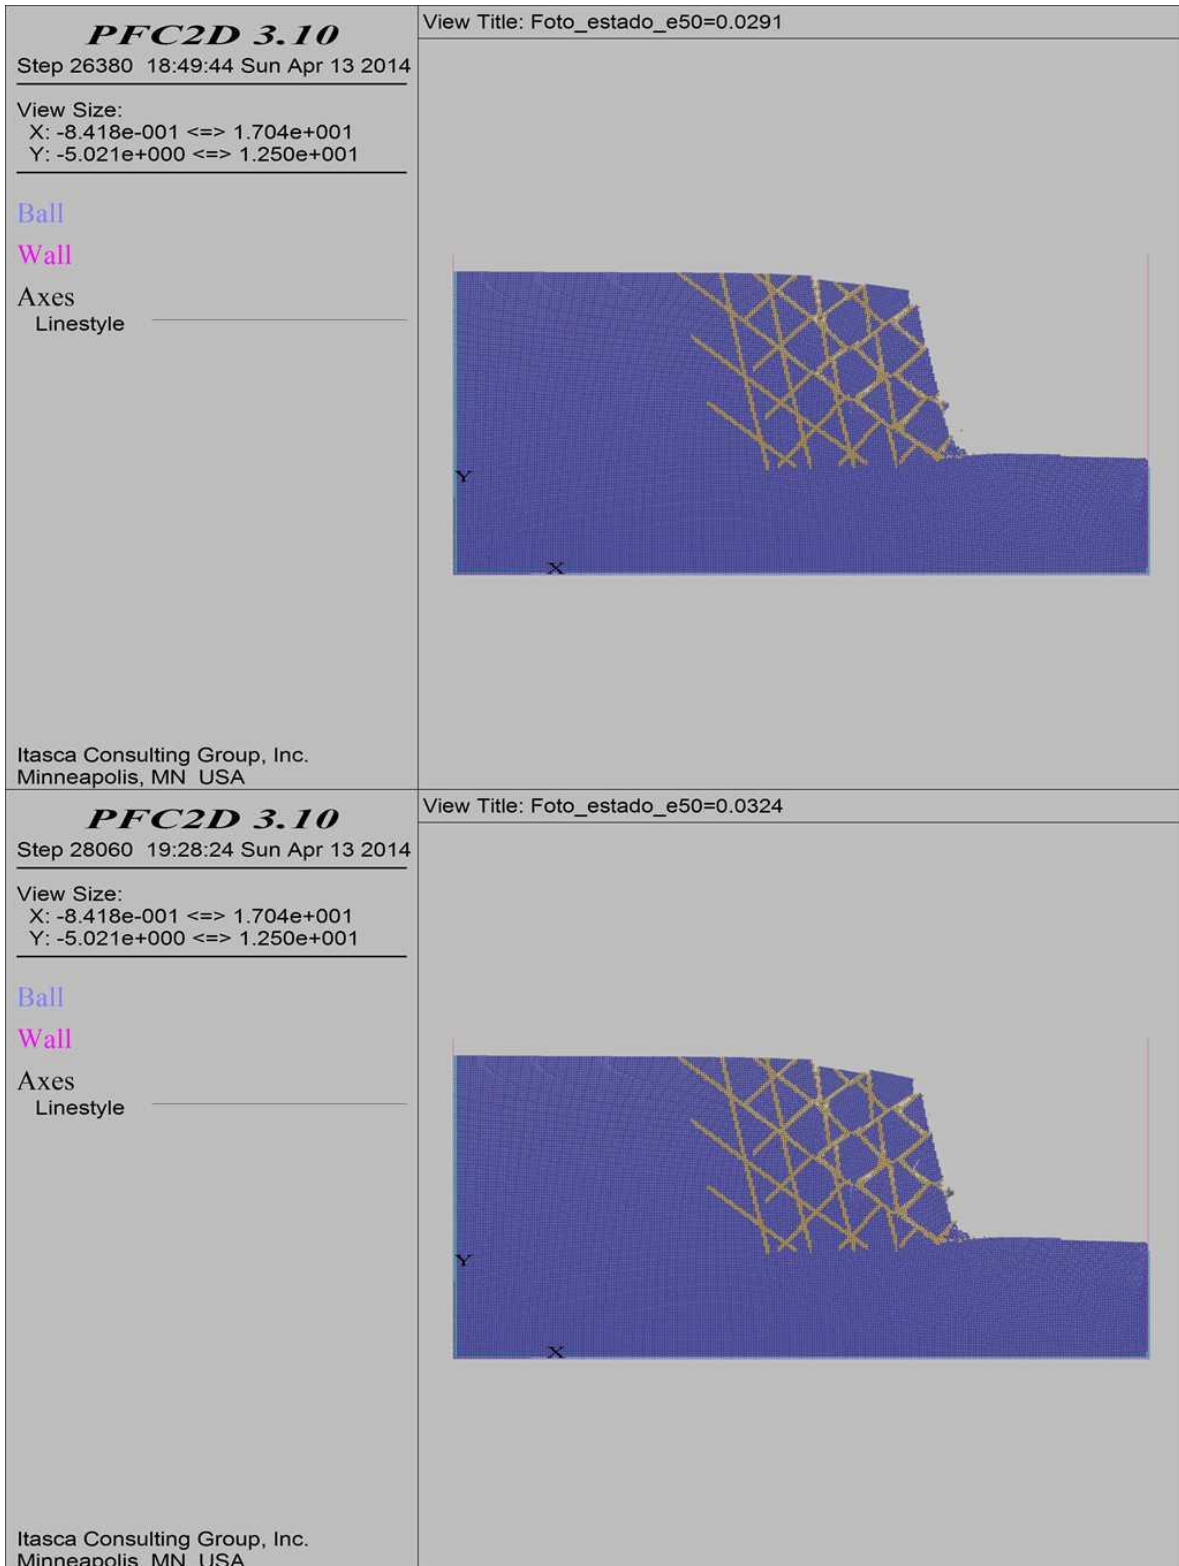 PFC2D 3.10
Step 26380  18:49:44 Sun Apr 13 2014
View Size:
X: -8.418e-001 <=> 1.704e+001
Y: -5.021e+000 <=> 1.250e+001
Ball
Wall
Axes
Linestyle
Itasca Consulting Group, Inc.
Minneapolis, MN  USA
View Title: Foto_estado_e50=0.0291
Y
X
PFC2D 3.10
Step 28060  19:28:24 Sun Apr 13 2014
View Size:
X: -8.418e-001 <=> 1.704e+001
Y: -5.021e+000 <=> 1.250e+001
Ball
Wall
Axes
Linestyle
Itasca Consulting Group, Inc.
Minneapolis, MN  USA
View Title: Foto_estado_e50=0.0324
Y
X